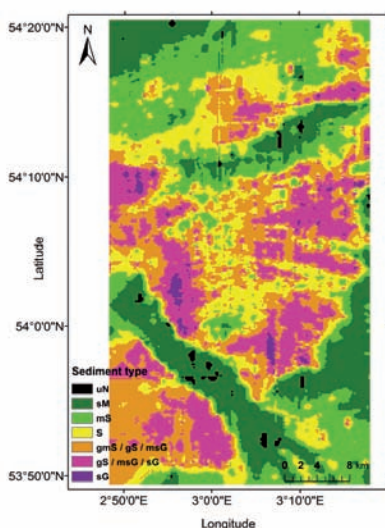 54°20'0"N
N
54°10'0"N
Latitude
54°0'0"N
53°50'0"N
Sediment type
uN
sM
mS
S
gmS / gS / msG
gS / msG / sG
sG
0 2 4 8 km
2°50'0"E 3°0'0"E 3°10'0"E
Longitude